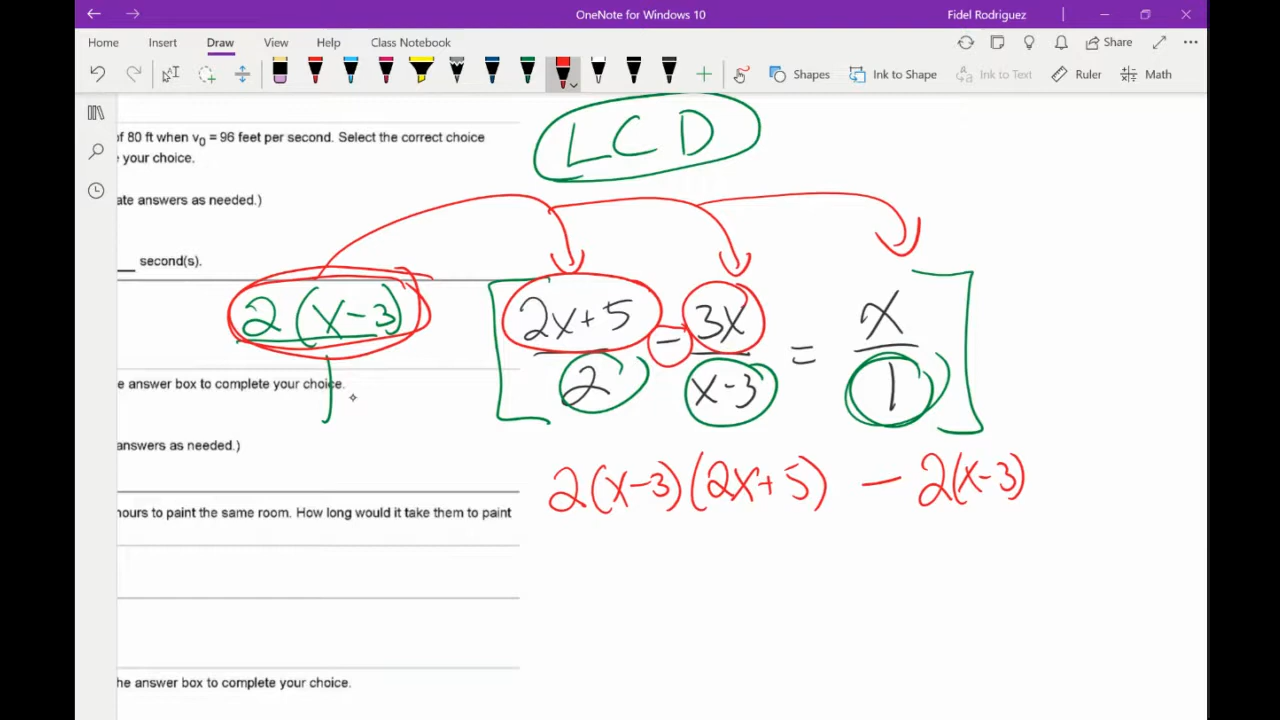 OneNote for Windows 10
Fidel Rodriguez
Home Insert Draw View Help Class Notebook
Share
Shapes Ink to Shape Ink to Text Ruler Math
LCD
of 80 ft when v₀ = 96 feet per second. Select the correct choice
your choice.
ate answers as needed.)
__ second(s).
2(x-3)
[ 2x+5 - 3x = x ]
1 2 x-3 1
e answer box to complete your choice.
answers as needed.)
2(x-3)(2x+5) - 2(x-3)
hours to paint the same room. How long would it take them to paint
he answer box to complete your choice.